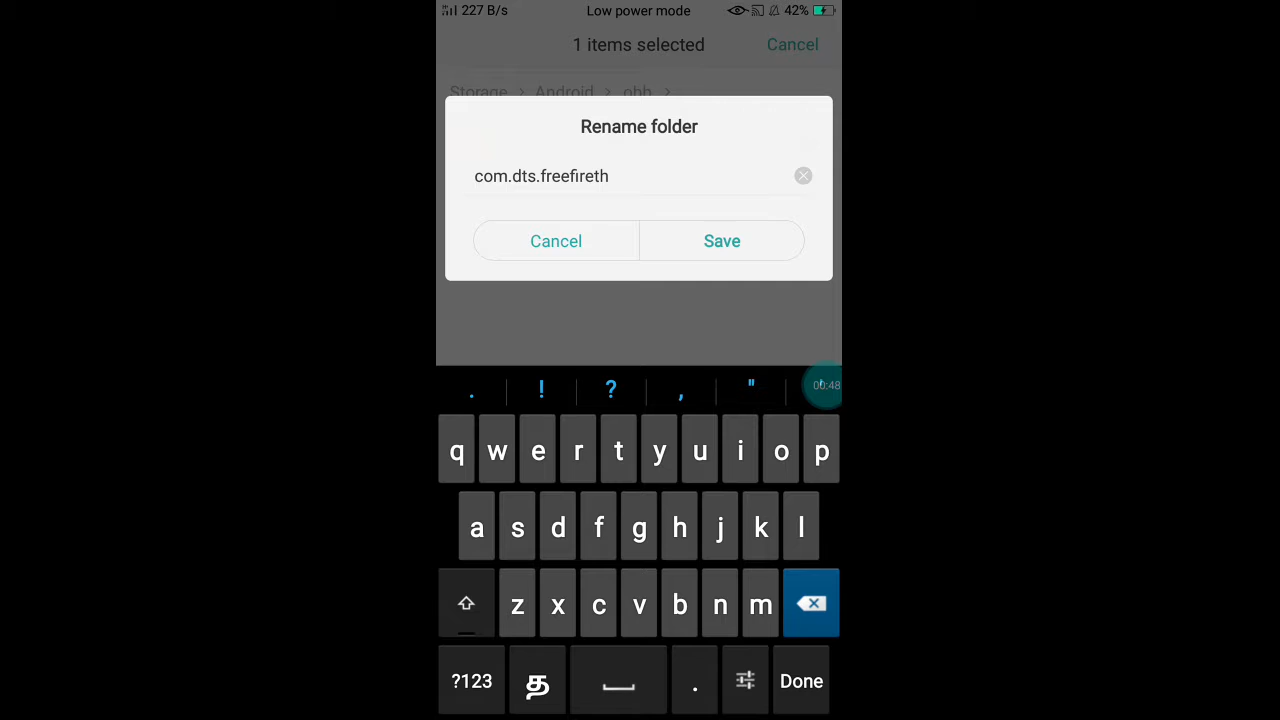 227 B/s Low power mode 42%
1 items selected Cancel
Storage > Android > obb >
Rename folder
com.dts.freefireth
Cancel Save
. ! ? , "
00:48
q w e r t y u i o p
a s d f g h j k l
z x c v b n m
?123 த . Done